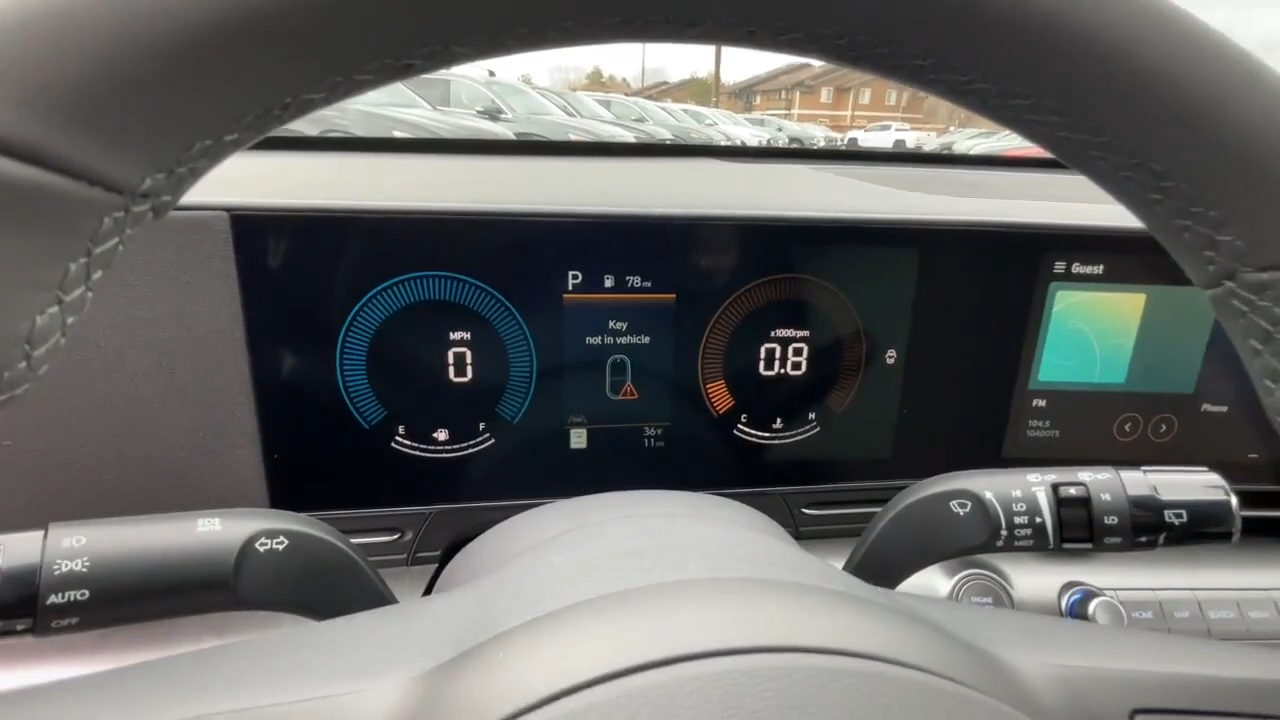 P 78 mi
Guest
Key
not in vehicle
MPH
0
x1000rpm
0.8
E F
C H
36°F
11 mi
FM
104.5
Phone
AUTO
OFF
HI
LO
INT
OFF
MIST
HI
LO
OFF
ENGINE
HOME
MAP
SEARCH